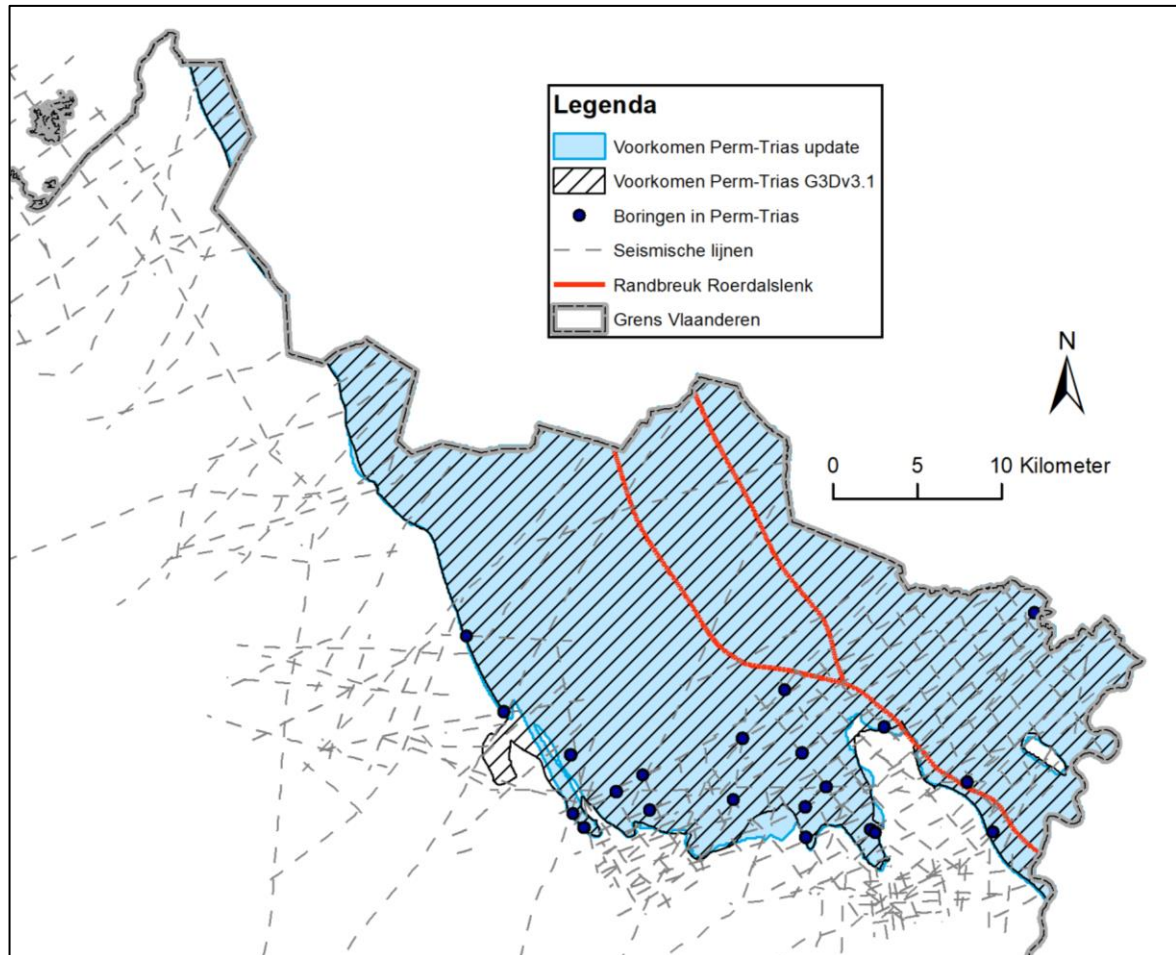 Legenda
Voorkomen Perm-Trias update
Voorkomen Perm-Trias G3Dv3.1
Boringen in Perm-Trias
Seismische lijnen
Randbreuk Roerdalslenk
Grens Vlaanderen
N
0 5 10 Kilometer